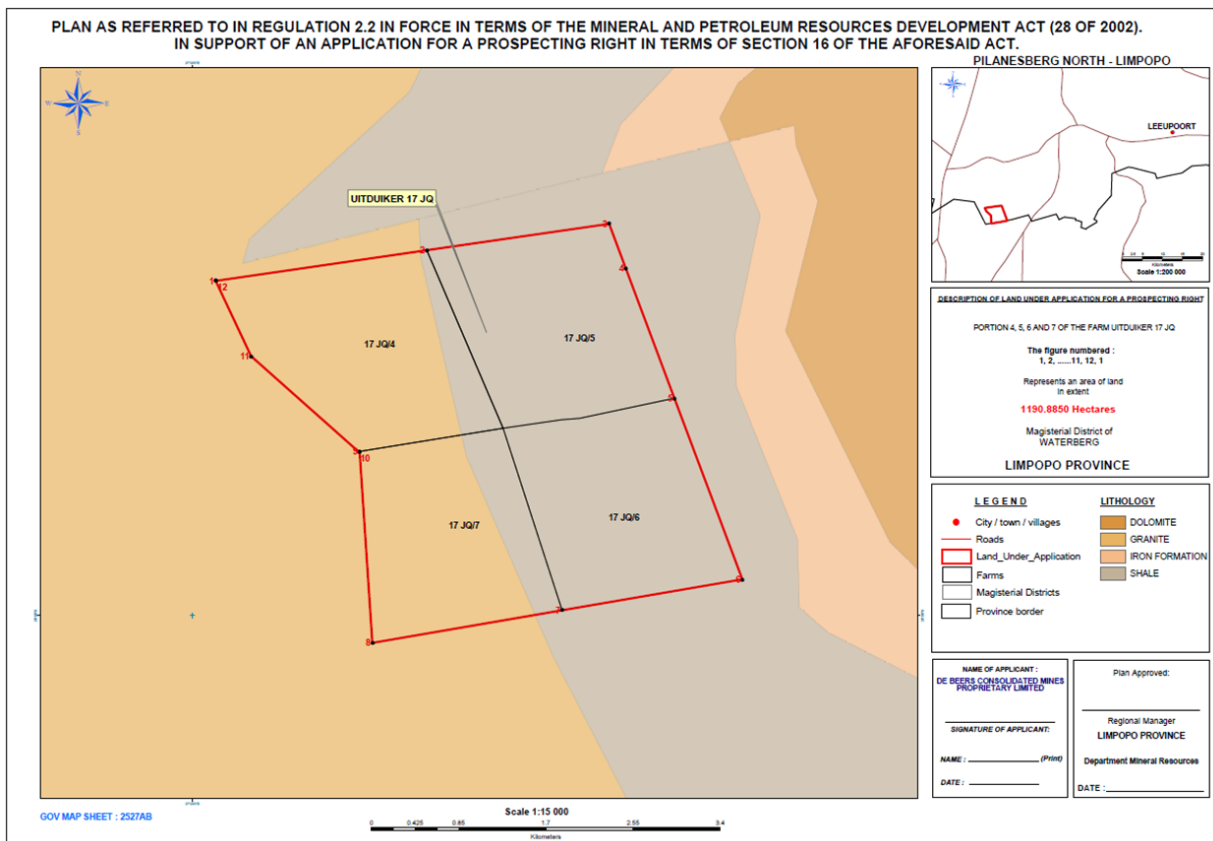 PLAN AS REFERRED TO IN REGULATION 2.2 IN FORCE IN TERMS OF THE MINERAL AND PETROLEUM RESOURCES DEVELOPMENT ACT (28 OF 2002).
IN SUPPORT OF AN APPLICATION FOR A PROSPECTING RIGHT IN TERMS OF SECTION 16 OF THE AFORESAID ACT.
PILANESBERG NORTH - LIMPOPO
N
W E
S
UITDUIKER 17 JQ
1
2
3
4
12
11
17 JQ/4
17 JQ/5
5
9
10
17 JQ/7
17 JQ/6
6
7
8
LEEUPOORT
Kilometers
Scale 1:200 000
DESCRIPTION OF LAND UNDER APPLICATION FOR A PROSPECTING RIGHT
PORTION 4, 5, 6 AND 7 OF THE FARM UITDUIKER 17 JQ
The figure numbered :
1, 2, ......11, 12, 1
Represents an area of land
in extent
1190.8850 Hectares
Magisterial District of
WATERBERG
LIMPOPO PROVINCE
LEGEND
City / town / villages
Roads
Land_Under_Application
Farms
Magisterial Districts
Province border
LITHOLOGY
DOLOMITE
GRANITE
IRON FORMATION
SHALE
NAME OF APPLICANT :
DE BEERS CONSOLIDATED MINES
PROPRIETARY LIMITED
SIGNATURE OF APPLICANT:
NAME : (Print)
DATE :
Plan Approved:
Regional Manager
LIMPOPO PROVINCE
Department Mineral Resources
DATE :
GOV MAP SHEET : 2527AB
Scale 1:15 000
0 0.425 0.85 1.7 2.55 3.4
Kilometers